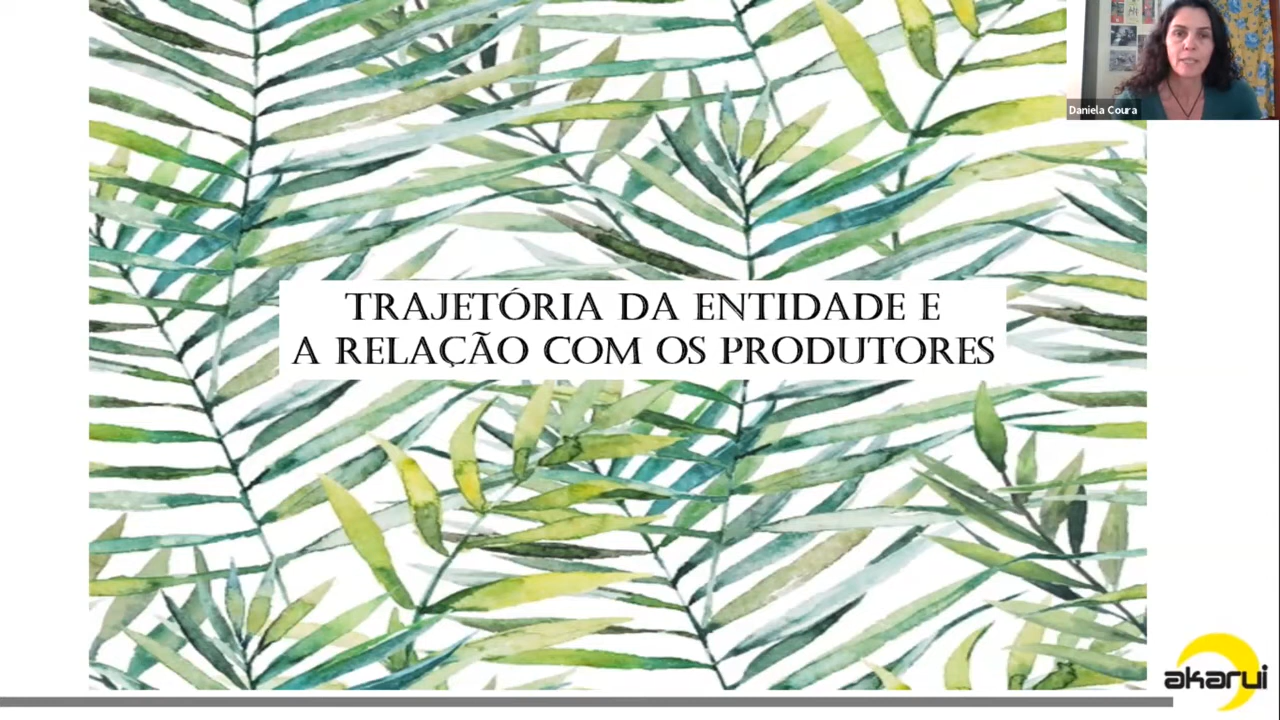 Daniela Coura
TRAJETÓRIA DA ENTIDADE E
A RELAÇÃO COM OS PRODUTORES
akarui